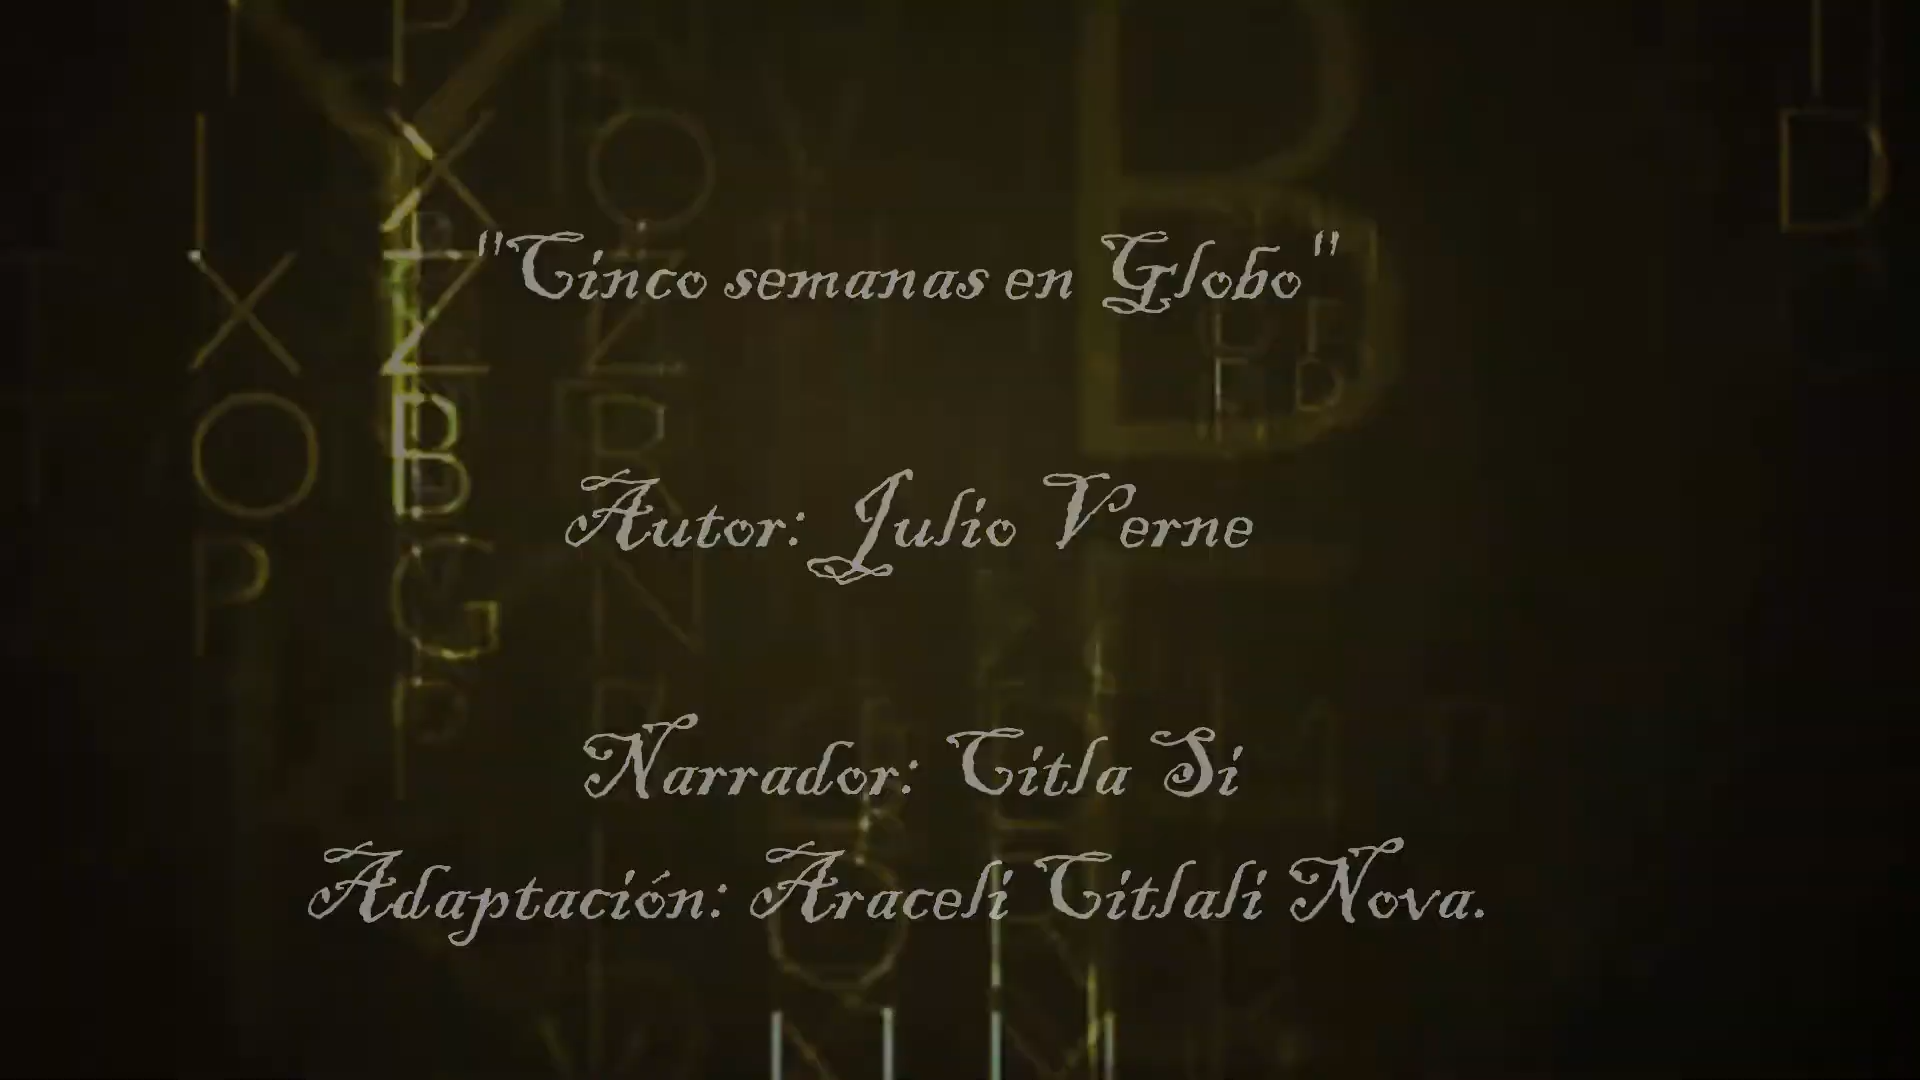 "Cinco semanas en Globo"
Autor: Julio Verne
Narrador: Citla Si
Adaptación: Araceli Citlali Nova.